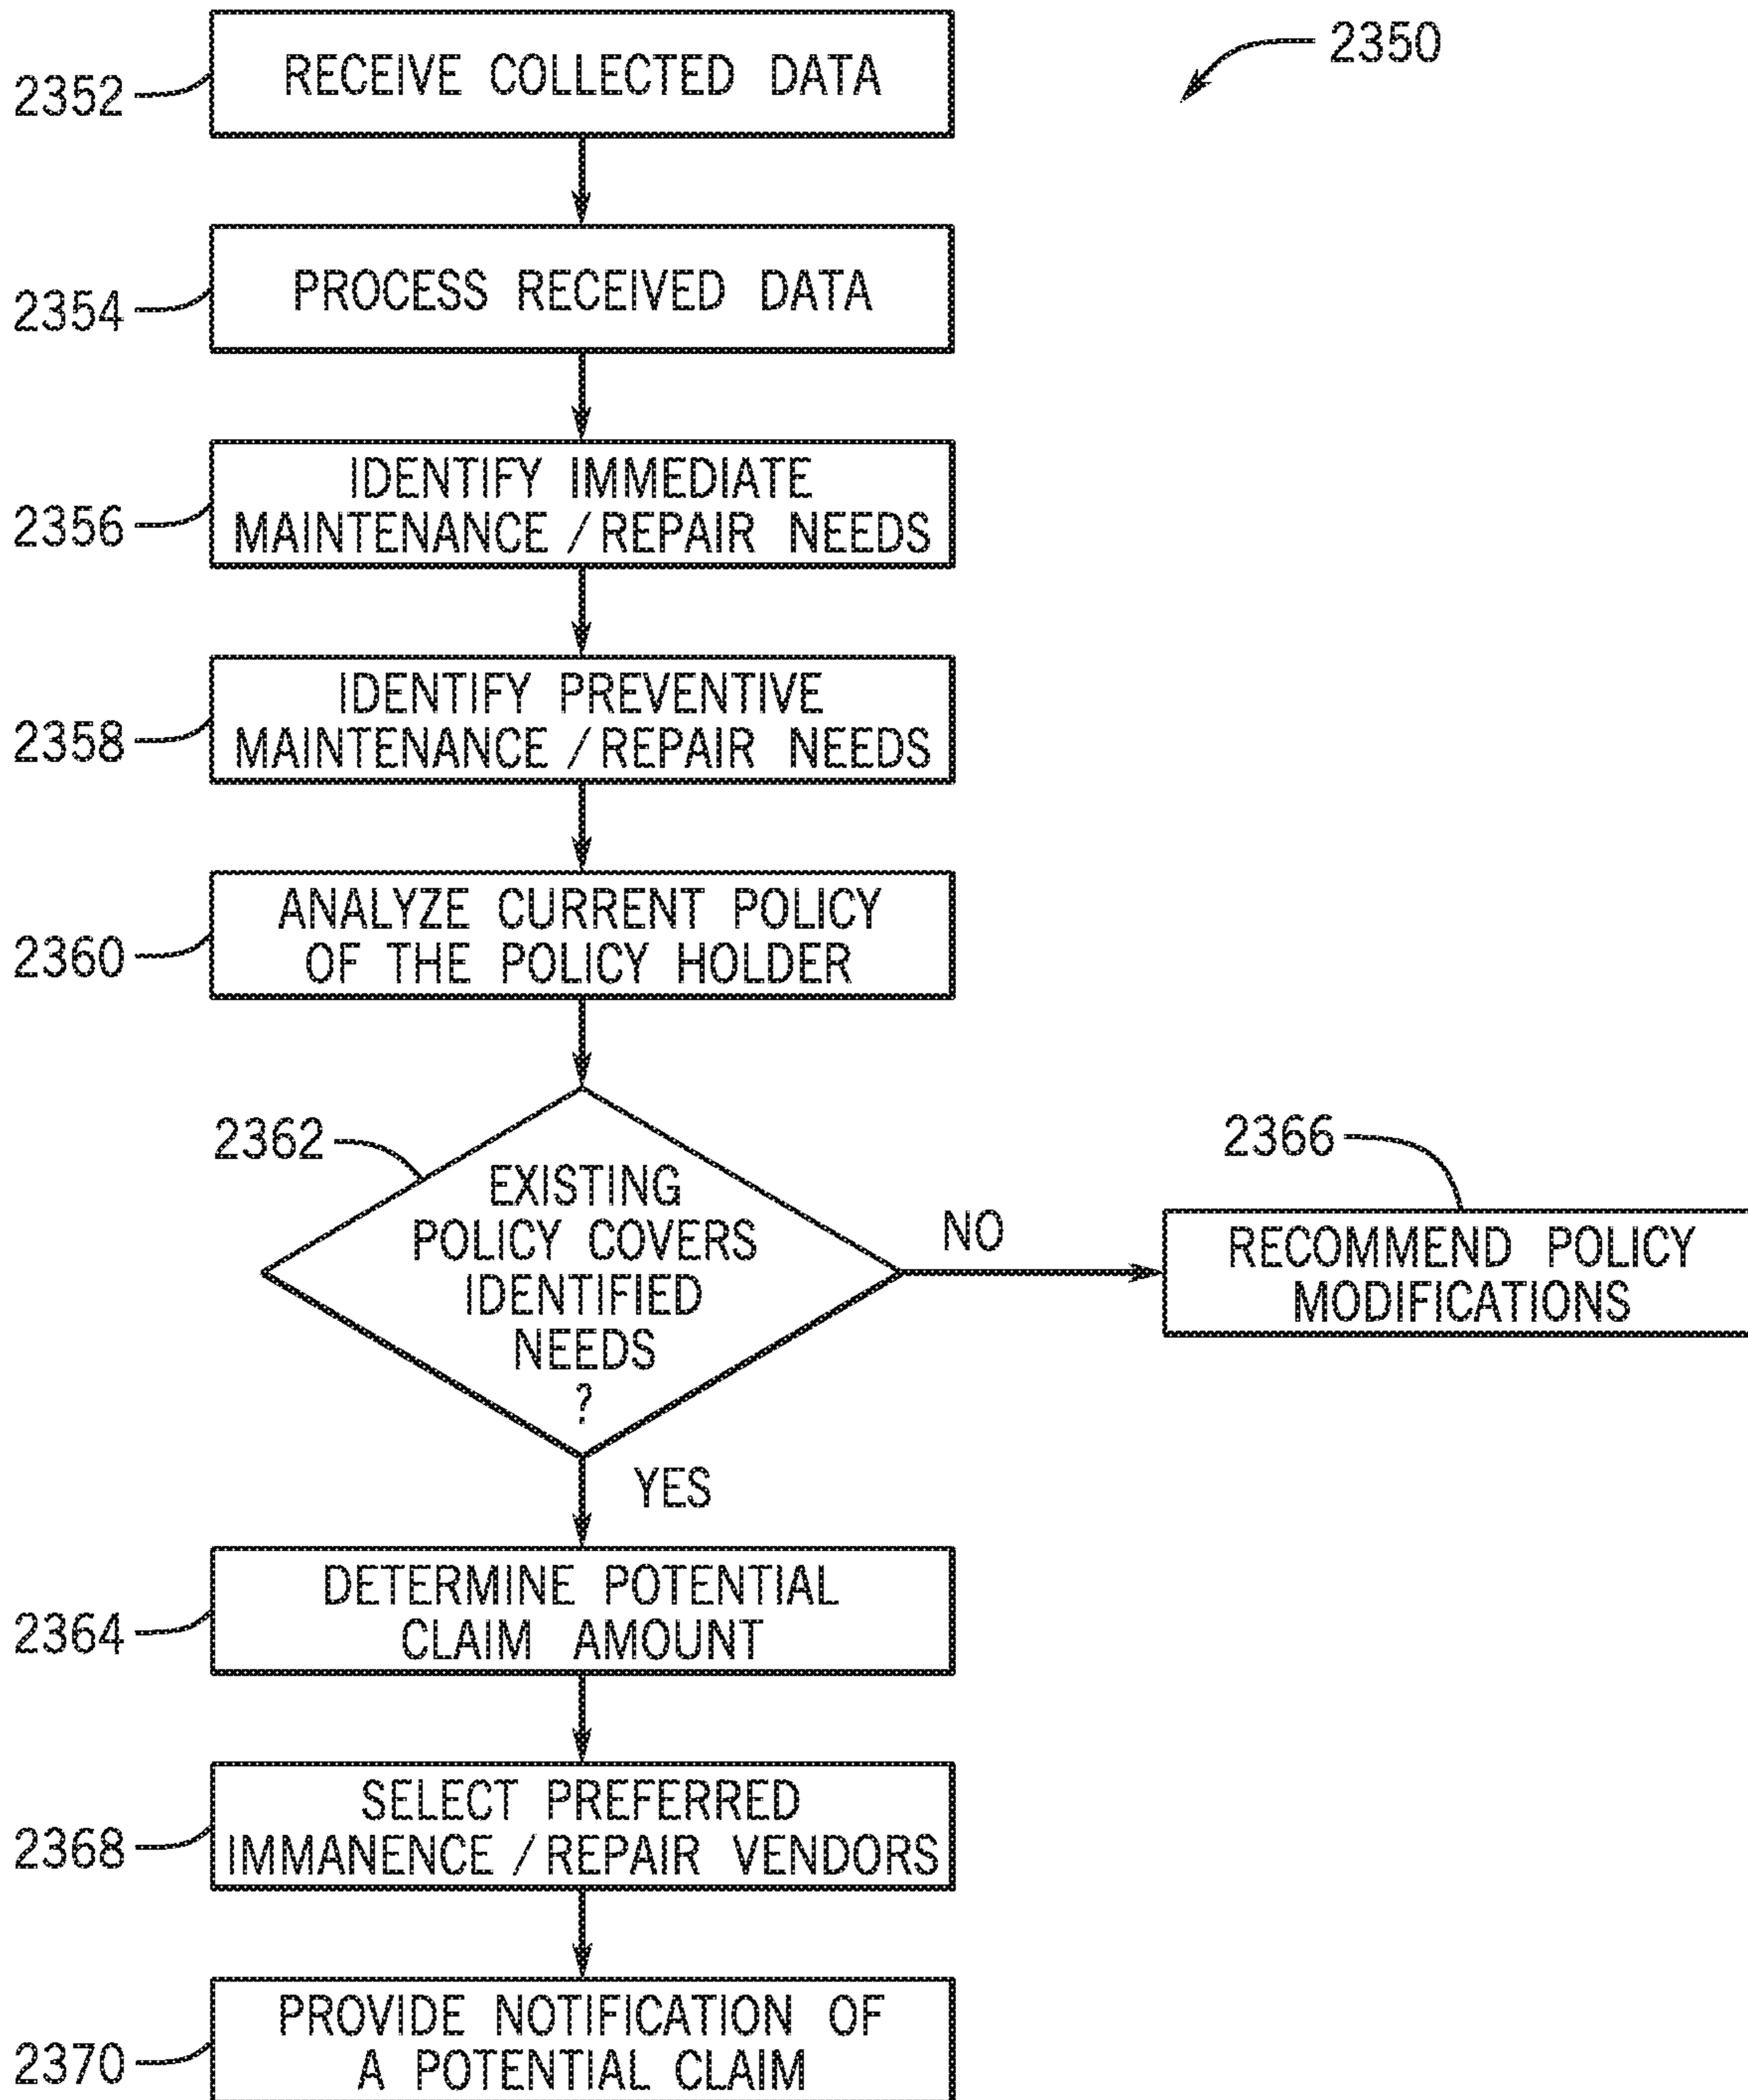 2350
2352
RECEIVE COLLECTED DATA
2354
PROCESS RECEIVED DATA
2356
IDENTIFY IMMEDIATE
MAINTENANCE / REPAIR NEEDS
2358
IDENTIFY PREVENTIVE
MAINTENANCE / REPAIR NEEDS
2360
ANALYZE CURRENT POLICY
OF THE POLICY HOLDER
2362
EXISTING
POLICY COVERS
IDENTIFIED
NEEDS
?
NO
2366
RECOMMEND POLICY
MODIFICATIONS
YES
2364
DETERMINE POTENTIAL
CLAIM AMOUNT
2368
SELECT PREFERRED
IMMANENCE / REPAIR VENDORS
2370
PROVIDE NOTIFICATION OF
A POTENTIAL CLAIM